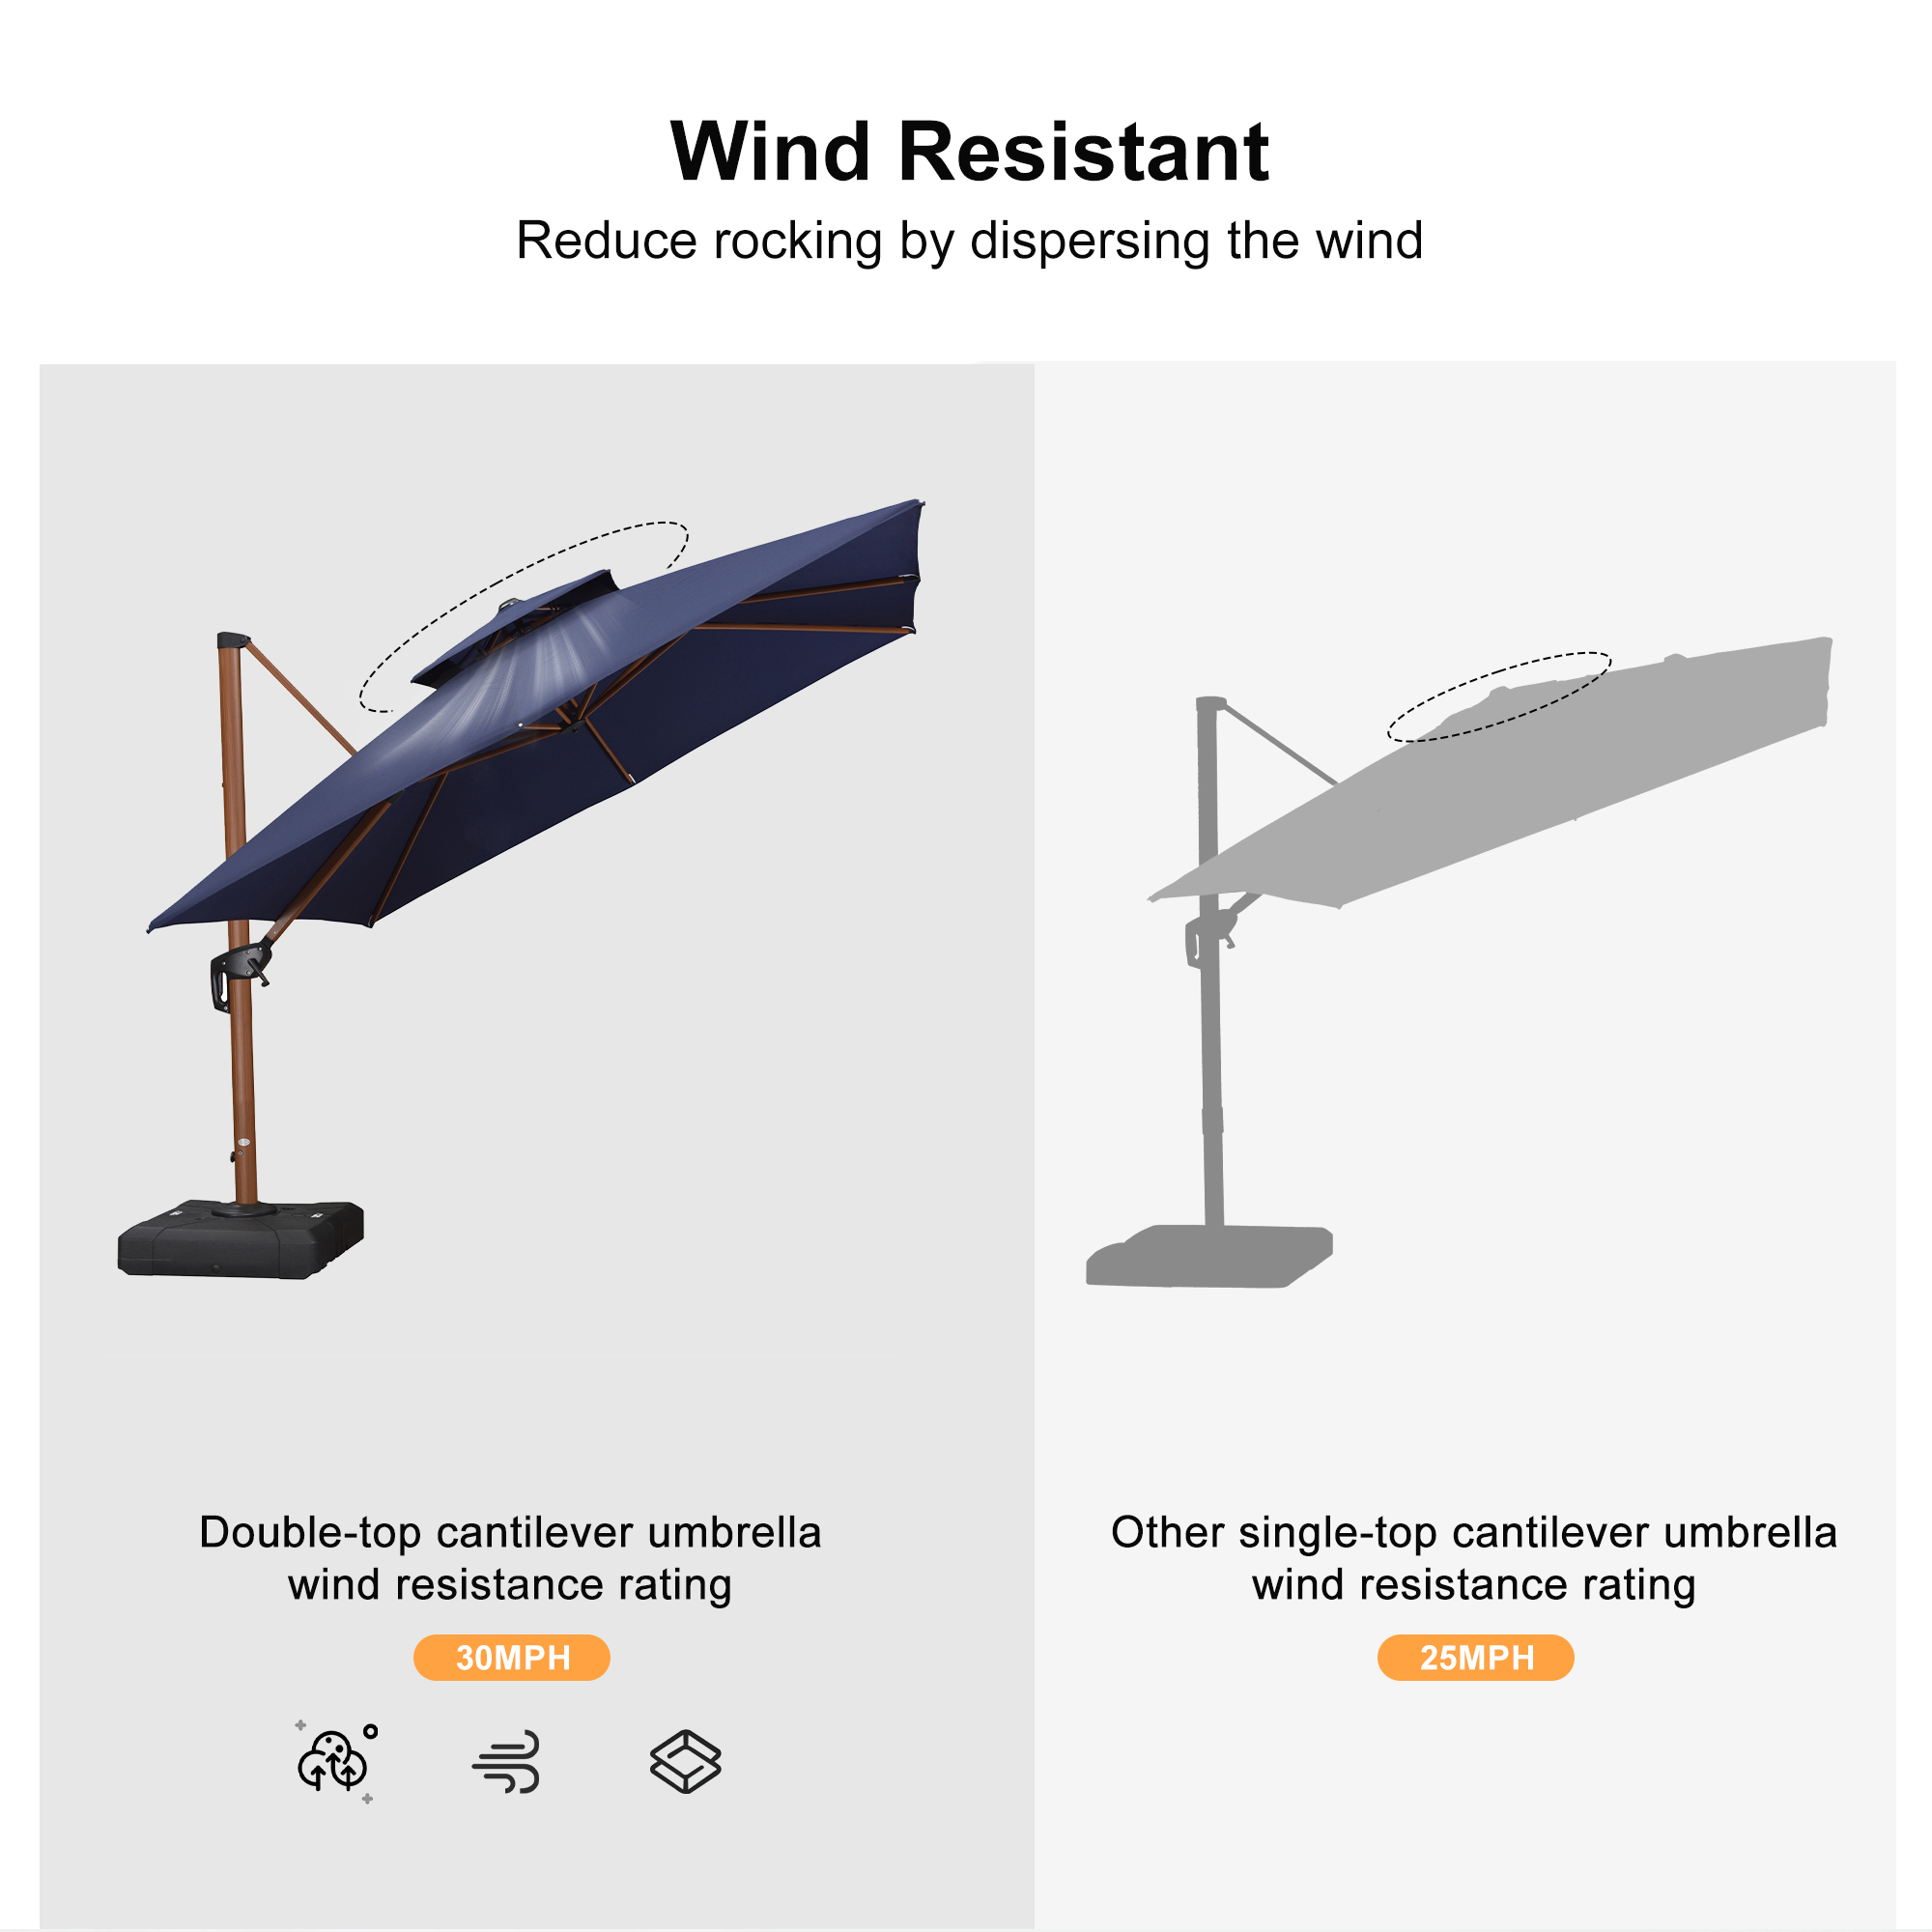 Wind Resistant
Reduce rocking by dispersing the wind
Double-top cantilever umbrella
wind resistance rating
30MPH
Other single-top cantilever umbrella
wind resistance rating
25MPH